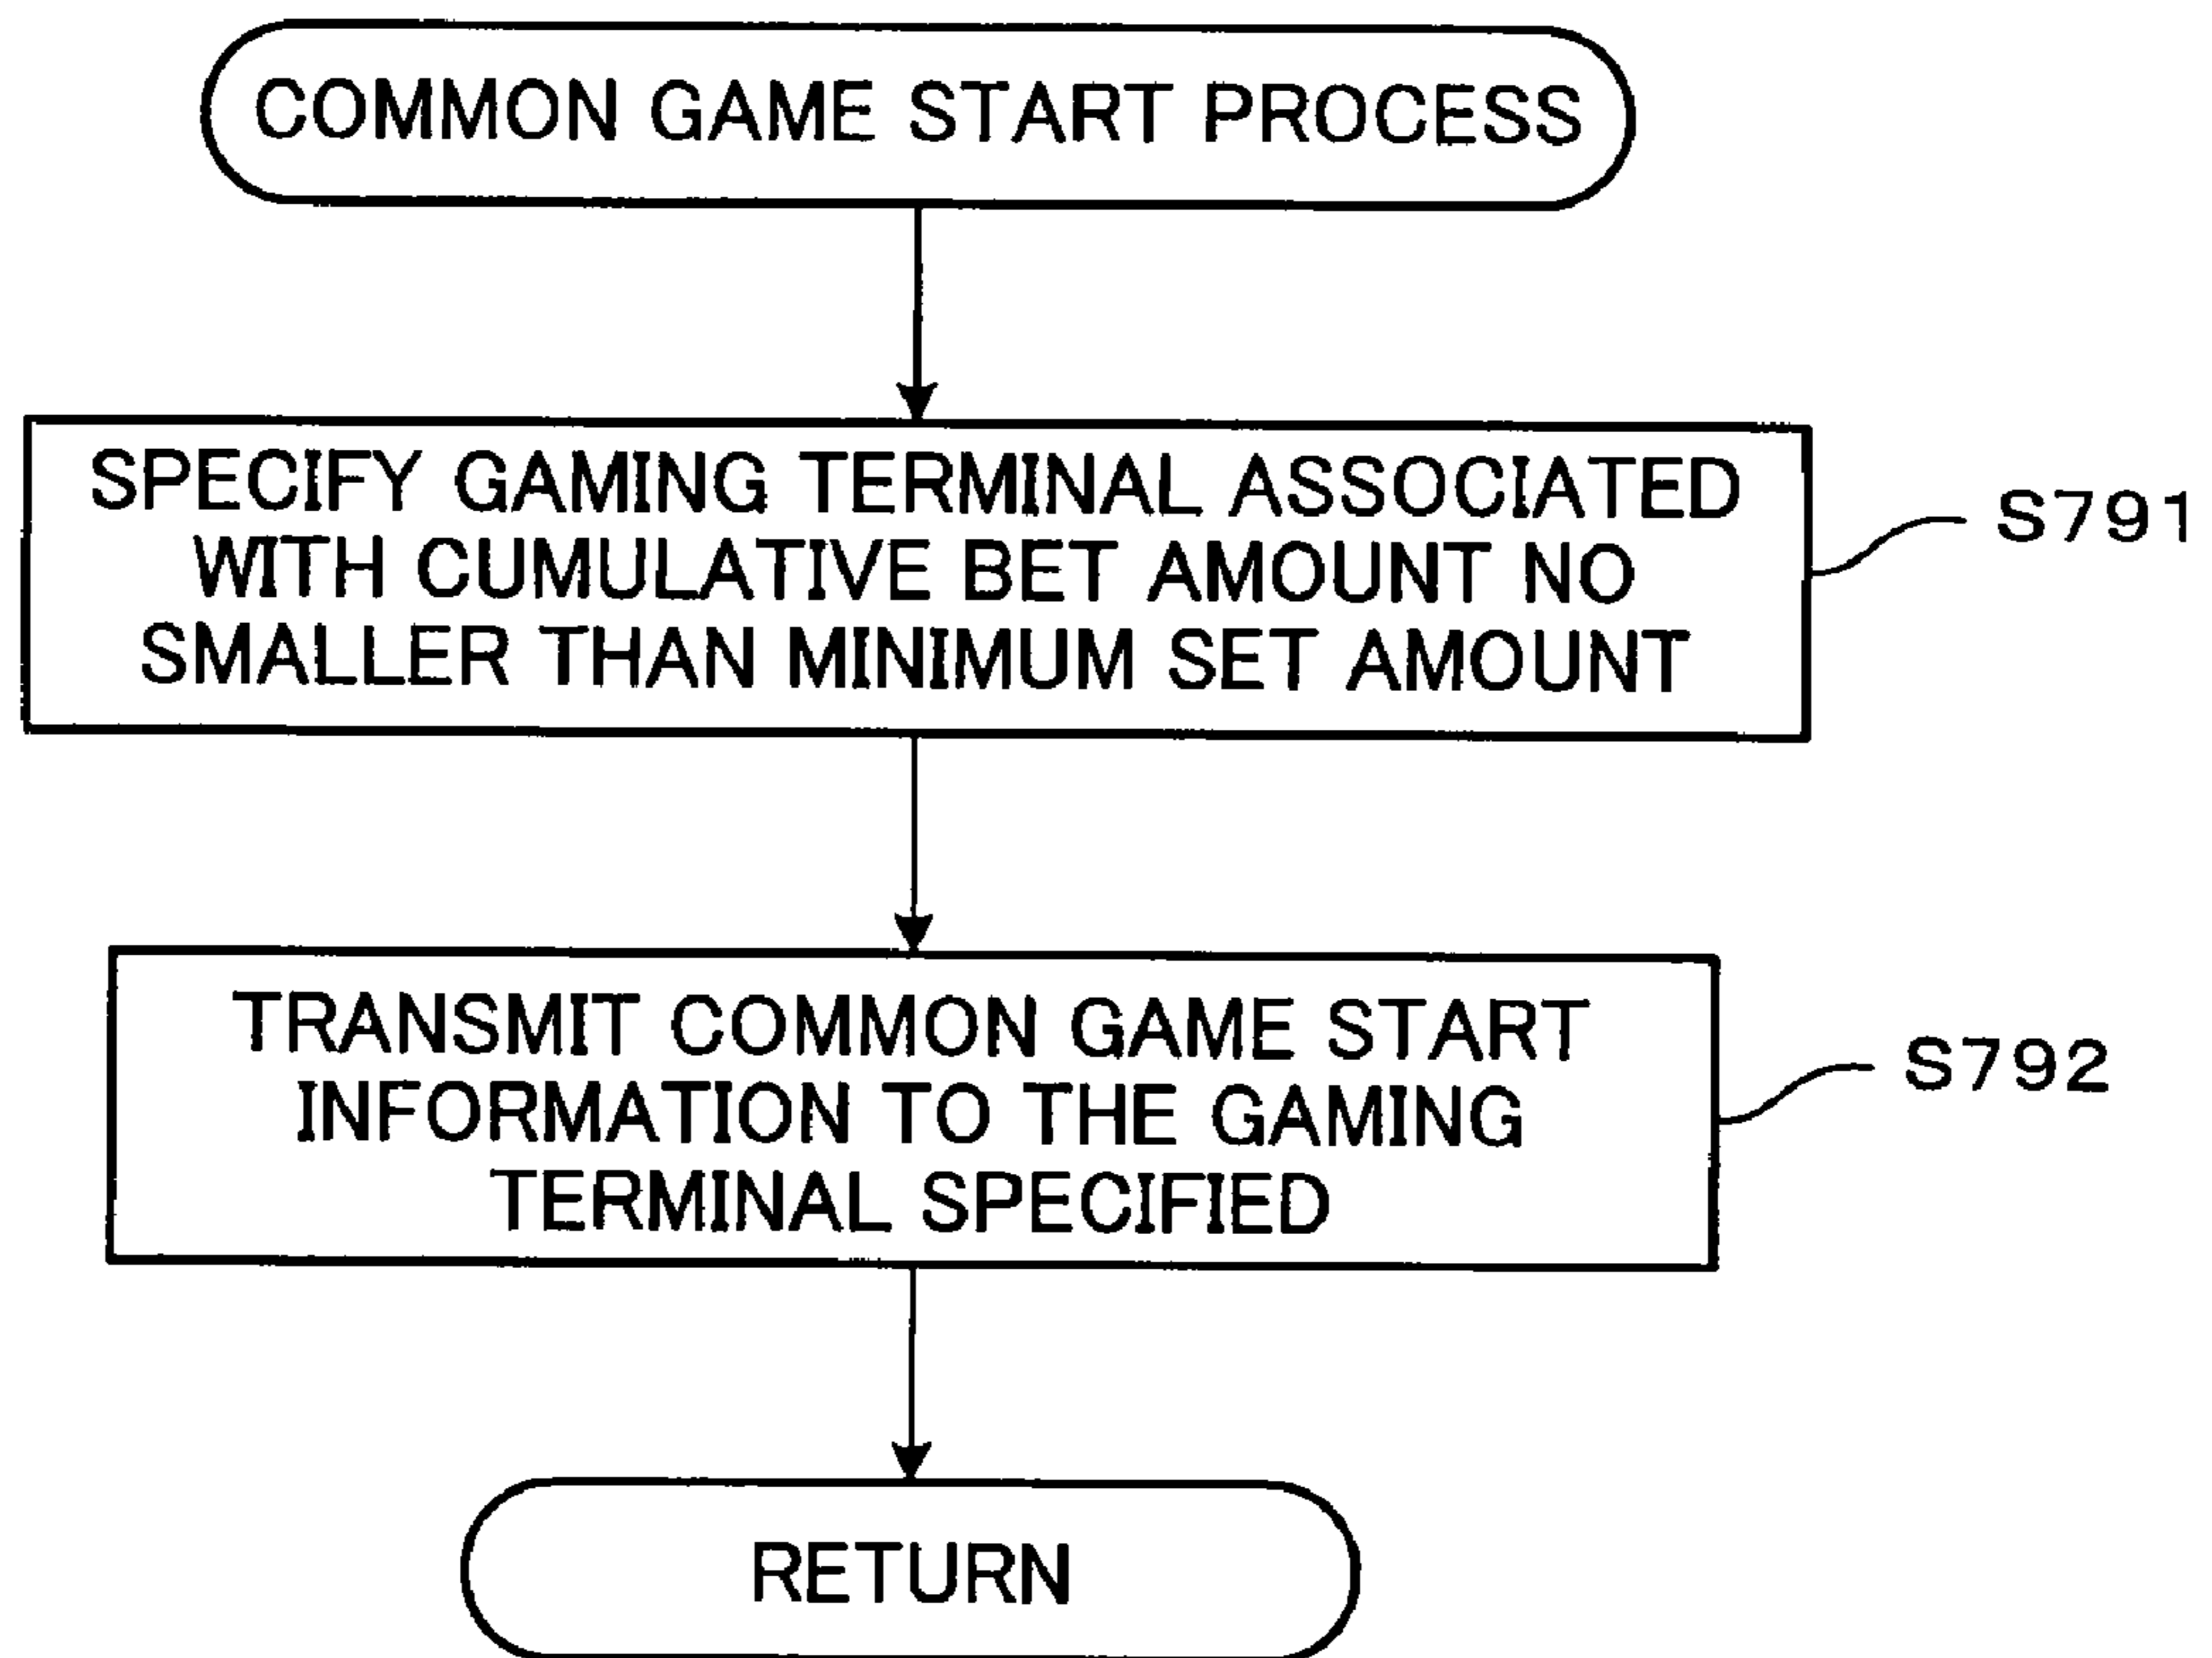 COMMON GAME START PROCESS
SPECIFY GAMING TERMINAL ASSOCIATED
WITH CUMULATIVE BET AMOUNT NO
SMALLER THAN MINIMUM SET AMOUNT
S791
TRANSMIT COMMON GAME START
INFORMATION TO THE GAMING
TERMINAL SPECIFIED
S792
RETURN